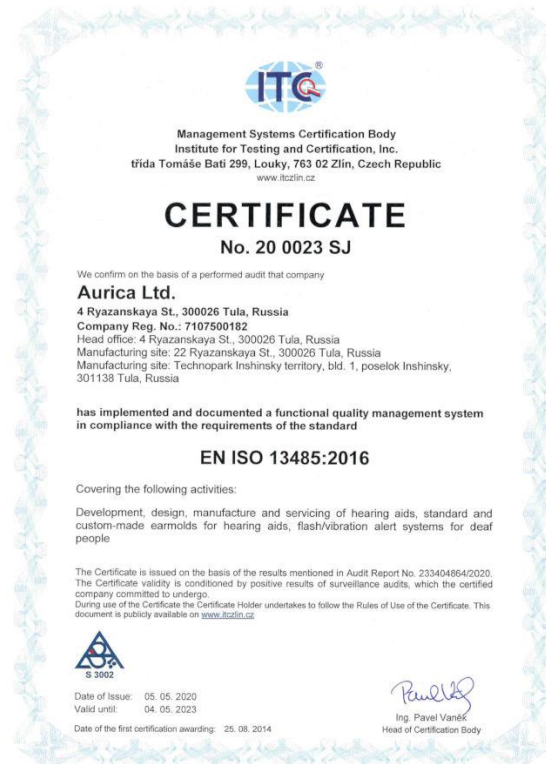 ITC®
Management Systems Certification Body
Institute for Testing and Certification, Inc.
třída Tomáše Bati 299, Louky, 763 02 Zlín, Czech Republic
www.itczlin.cz
CERTIFICATE
No. 20 0023 SJ
We confirm on the basis of a performed audit that company
Aurica Ltd.
4 Ryazanskaya St., 300026 Tula, Russia
Company Reg. No.: 7107500182
Head office: 4 Ryazanskaya St., 300026 Tula, Russia
Manufacturing site: 22 Ryazanskaya St., 300026 Tula, Russia
Manufacturing site: Technopark Inshinsky territory, bld. 1, poselok Inshinsky,
301138 Tula, Russia
has implemented and documented a functional quality management system
in compliance with the requirements of the standard
EN ISO 13485:2016
Covering the following activities:
Development, design, manufacture and servicing of hearing aids, standard and
custom-made earmolds for hearing aids, flash/vibration alert systems for deaf
people
The Certificate is issued on the basis of the results mentioned in Audit Report No. 233404864/2020.
The Certificate validity is conditioned by positive results of surveillance audits, which the certified
company committed to undergo.
During use of the Certificate the Certificate Holder undertakes to follow the Rules of Use of the Certificate. This
document is publicly available on www.itczlin.cz
S 3002
Date of Issue: 05. 05. 2020
Valid until: 04. 05. 2023
Date of the first certification awarding: 25. 08. 2014
Ing. Pavel Vaněk
Head of Certification Body